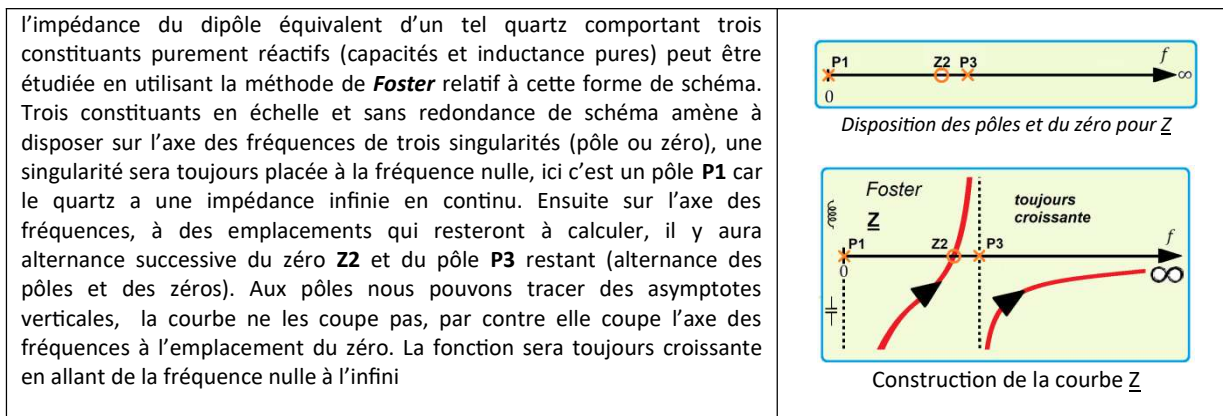 l'impédance du dipôle équivalent d'un tel quartz comportant trois
constituants purement réactifs (capacités et inductance pures) peut être
étudiée en utilisant la méthode de Foster relatif à cette forme de schéma.
Trois constituants en échelle et sans redondance de schéma amène à
disposer sur l'axe des fréquences de trois singularités (pôle ou zéro), une
singularité sera toujours placée à la fréquence nulle, ici c'est un pôle P1 car
le quartz a une impédance infinie en continu. Ensuite sur l'axe des
fréquences, à des emplacements qui resteront à calculer, il y aura
alternance successive du zéro Z2 et du pôle P3 restant (alternance des
pôles et des zéros). Aux pôles nous pouvons tracer des asymptotes
verticales, la courbe ne les coupe pas, par contre elle coupe l'axe des
fréquences à l'emplacement du zéro. La fonction sera toujours croissante
en allant de la fréquence nulle à l'infini
P1 Z2 P3 f
∞
0
Disposition des pôles et du zéro pour Z
Foster
toujours
croissante
Z
P1 Z2 P3 f
0
∞
Construction de la courbe Z